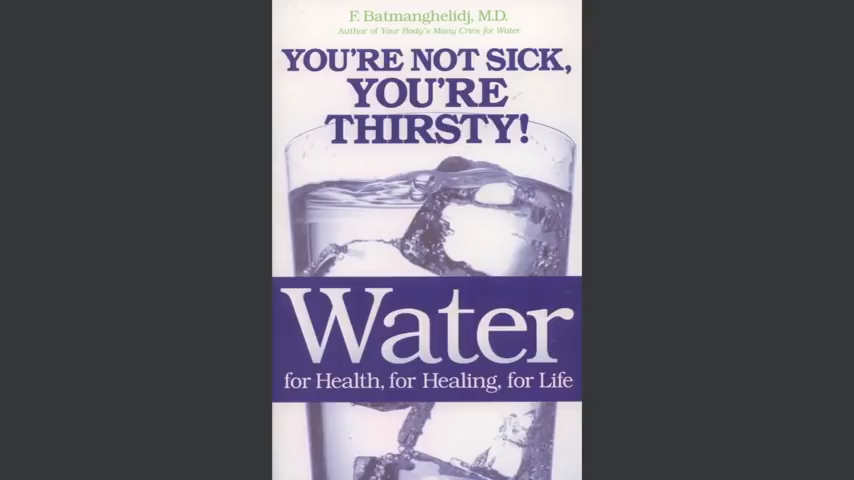 F. Batmanghelidj, M.D.
Author of Your Body's Many Cries for Water
YOU'RE NOT SICK,
YOU'RE
THIRSTY!
Water
for Health, for Healing, for Life